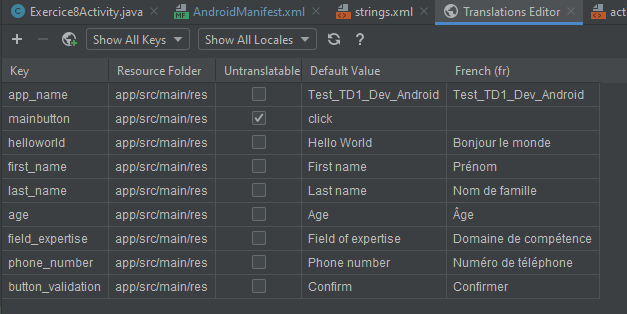 Exercice8Activity.java AndroidManifest.xml strings.xml Translations Editor act
Show All Keys Show All Locales ?
Key Resource Folder Untranslatable Default Value French (fr)
app_name app/src/main/res Test_TD1_Dev_Android Test_TD1_Dev_Android
mainbutton app/src/main/res click
helloworld app/src/main/res Hello World Bonjour le monde
first_name app/src/main/res First name Prénom
last_name app/src/main/res Last name Nom de famille
age app/src/main/res Age Âge
field_expertise app/src/main/res Field of expertise Domaine de compétence
phone_number app/src/main/res Phone number Numéro de téléphone
button_validation app/src/main/res Confirm Confirmer